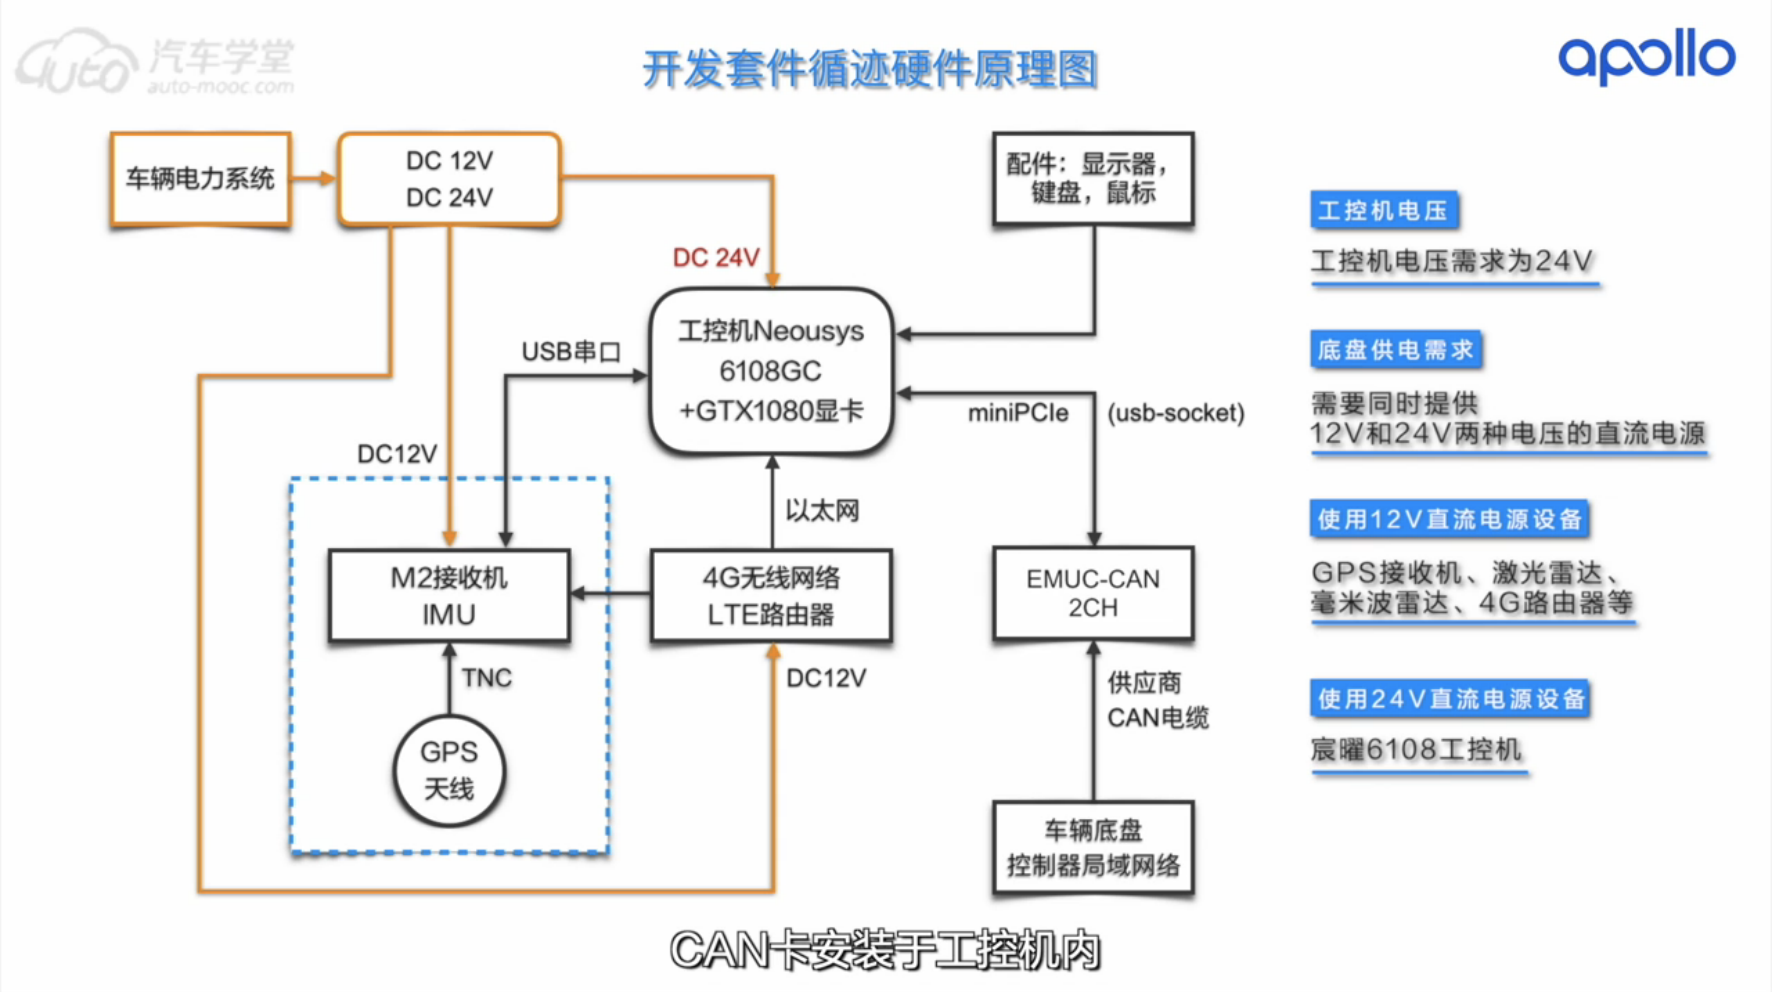 Auto 汽车学堂
auto-mooc.com
开发套件循迹硬件原理图
apollo
车辆电力系统
DC 12V
DC 24V
配件：显示器，
键盘，鼠标
DC 24V
工控机Neousys
6108GC
+GTX1080显卡
USB串口
miniPCIe
(usb-socket)
DC12V
以太网
M2接收机
IMU
4G无线网络
LTE路由器
EMUC-CAN
2CH
TNC
DC12V
供应商
CAN电缆
GPS
天线
车辆底盘
控制器局域网络
工控机电压
工控机电压需求为24V
底盘供电需求
需要同时提供
12V和24V两种电压的直流电源
使用12V直流电源设备
GPS接收机、激光雷达、
毫米波雷达、4G路由器等
使用24V直流电源设备
宸曜6108工控机
CAN卡安装于工控机内